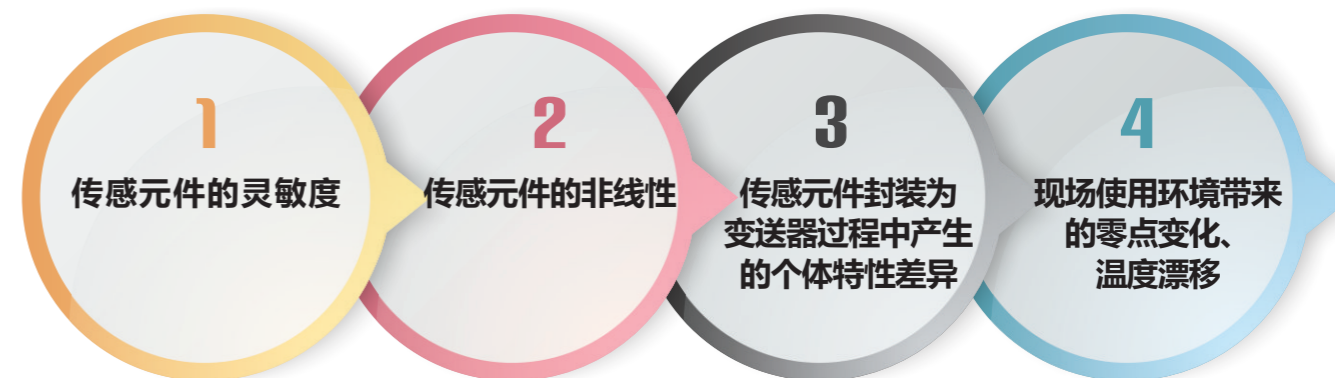 1
传感元件的灵敏度
2
传感元件的非线性
3
传感元件封装为
变送器过程中产生
的个体特性差异
4
现场使用环境带来
的零点变化、
温度漂移